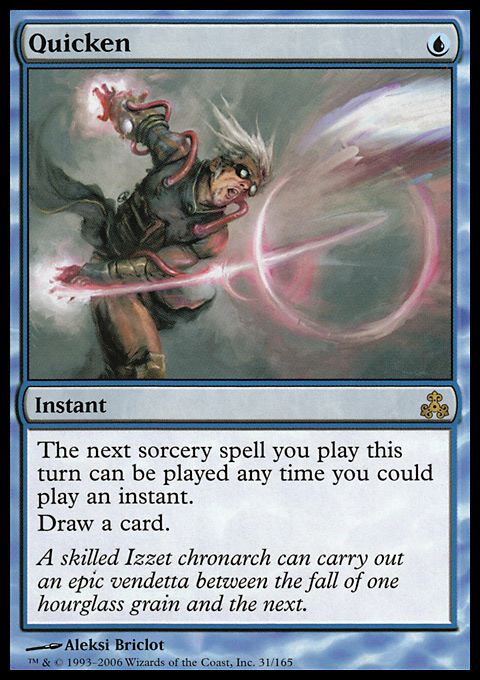 Quicken
Instant
The next sorcery spell you play this
turn can be played any time you could
play an instant.
Draw a card.
A skilled Izzet chronarch can carry out
an epic vendetta between the fall of one
hourglass grain and the next.
Aleksi Briclot
™ & © 1993–2006 Wizards of the Coast, Inc. 31/165